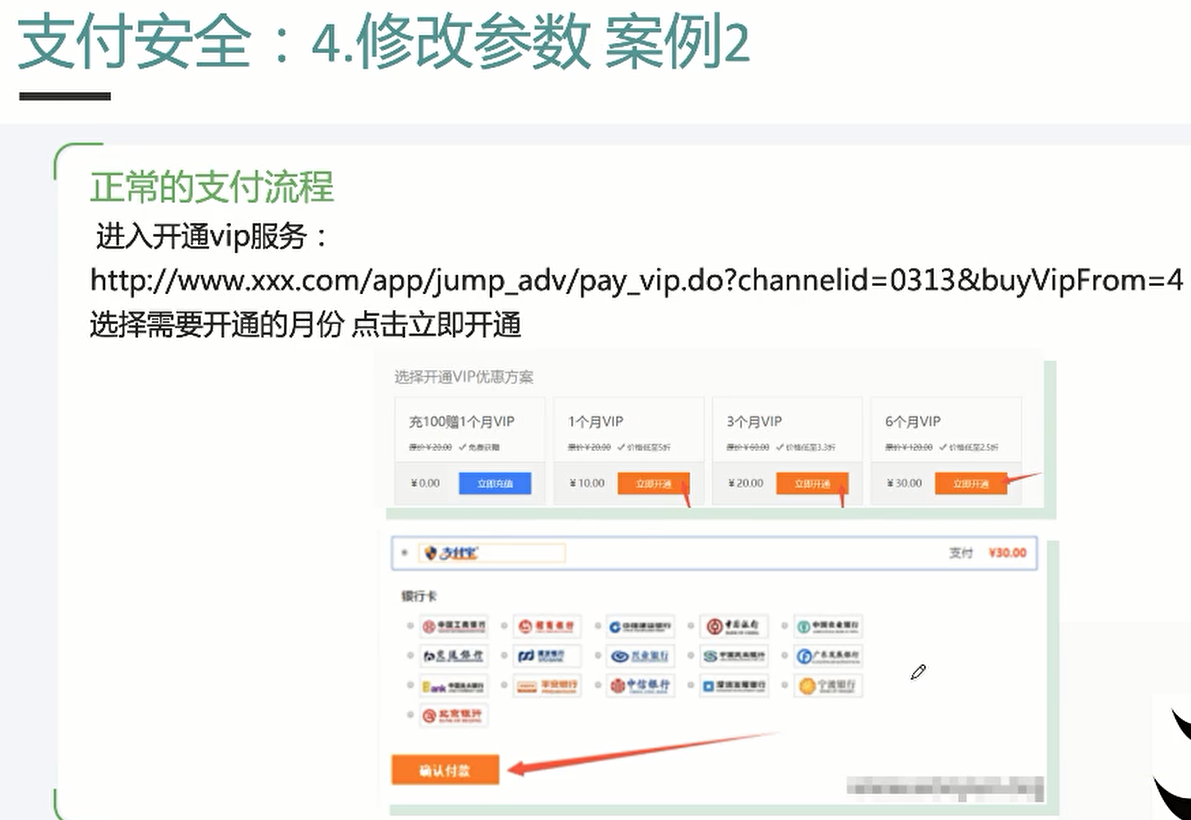 支付安全：4.修改参数 案例2
正常的支付流程
进入开通vip服务：
http://www.xxx.com/app/jump_adv/pay_vip.do?channelid=0313&buyVipFrom=4
选择需要开通的月份 点击立即开通
选择开通VIP优惠方案
充100赠1个月VIP 1个月VIP 3个月VIP 6个月VIP
原价¥20.00 ✓免费获赠 原价¥20.00 ✓价格低至5折 原价¥60.00 ✓价格低至3.3折 原价¥120.00 ✓价格低至2.5折
¥0.00 立即充值 ¥10.00 立即开通 ¥20.00 立即开通 ¥30.00 立即开通
支付宝 支付 ¥30.00
银行卡
中国工商银行 招商银行 中国建设银行 中国银行 中国农业银行
交通银行 浦发银行 兴业银行 中国民生银行 广东发展银行
Bank 中国光大银行 平安银行 中信银行 深圳发展银行 宁波银行
北京银行
确认付款